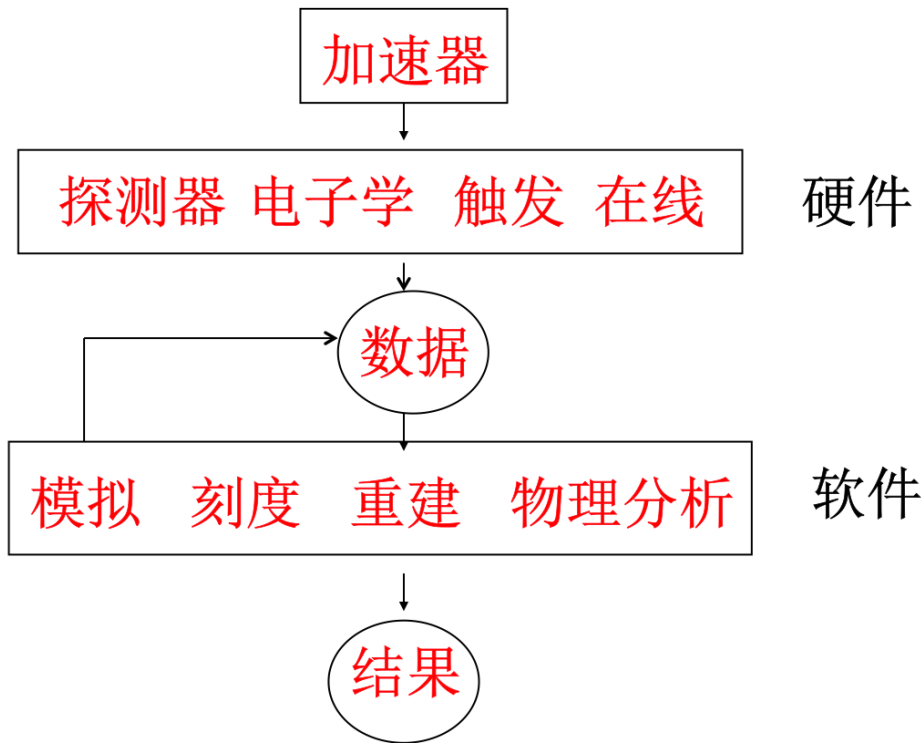 加速器
探测器 电子学 触发 在线 硬件
数据
模拟 刻度 重建 物理分析 软件
结果